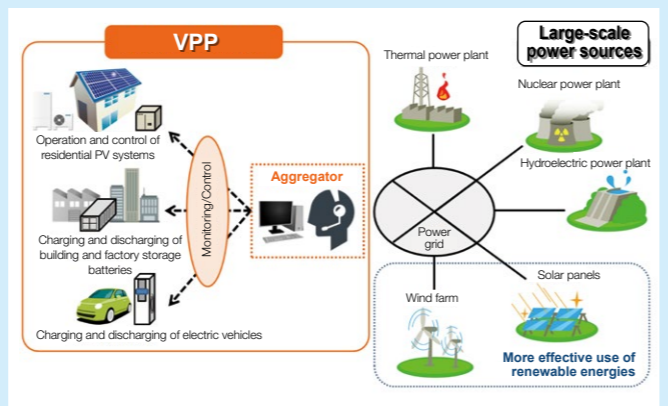 VPP
Operation and control of
residential PV systems
Charging and discharging of
building and factory storage
batteries
Charging and discharging of electric vehicles
Monitoring/Control
Aggregator
Large-scale
power sources
Thermal power plant
Nuclear power plant
Hydroelectric power plant
Power
grid
Wind farm
Solar panels
More effective use of
renewable energies